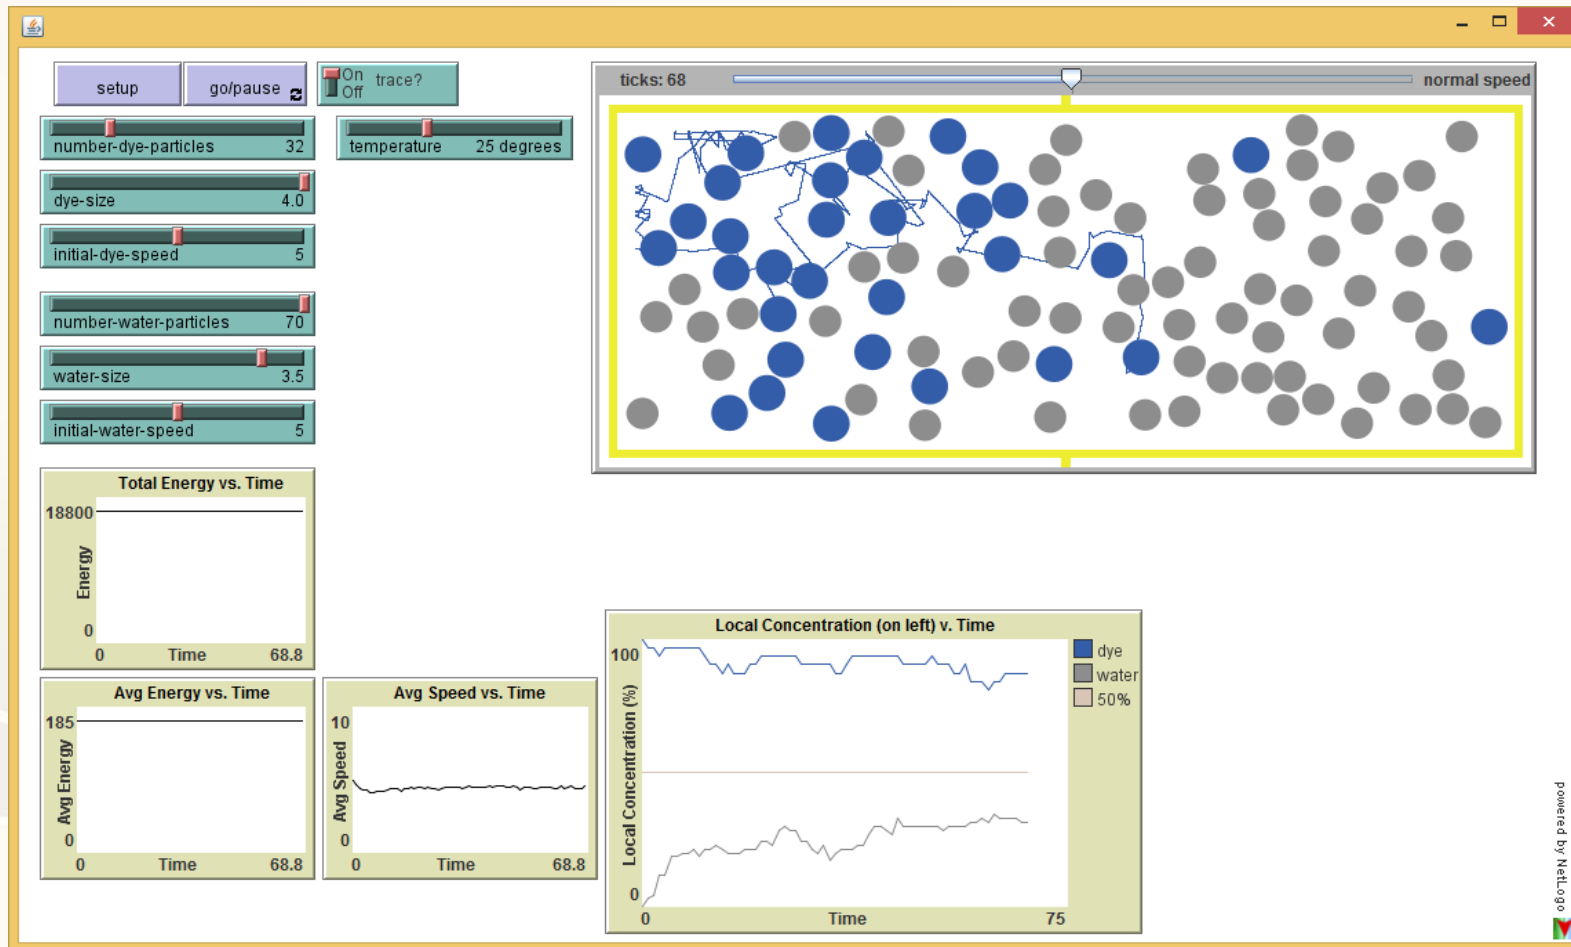 setup
go/pause
On
Off
trace?
number-dye-particles 32
temperature 25 degrees
dye-size 4.0
initial-dye-speed 5
number-water-particles 70
water-size 3.5
initial-water-speed 5
ticks: 68
normal speed
Total Energy vs. Time
18800
Energy
0
0 Time 68.8
Avg Energy vs. Time
185
Avg Energy
0
0 Time 68.8
Avg Speed vs. Time
10
Avg Speed
0
0 Time 68.8
Local Concentration (on left) v. Time
100
Local Concentration (%)
0
0 Time 75
dye
water
50%
powered by NetLogo